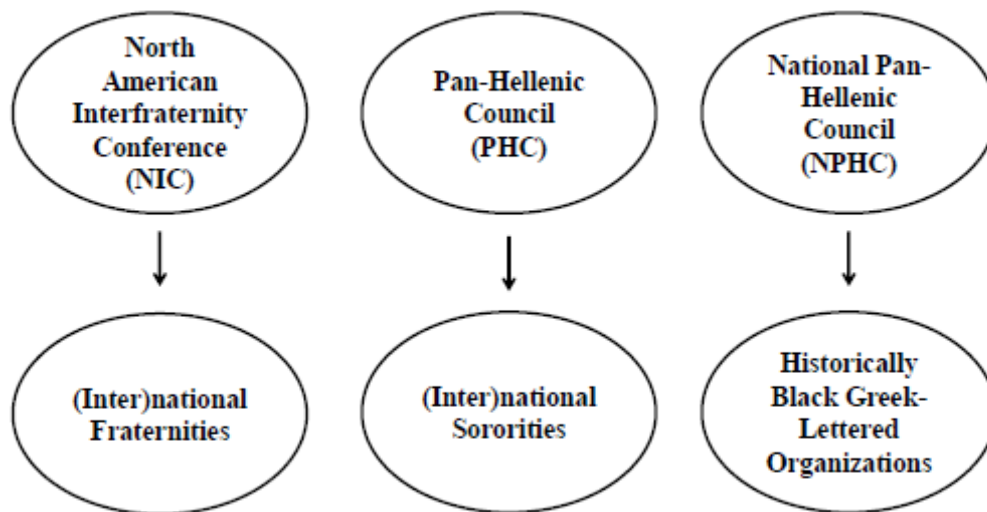 North
American
Interfraternity
Conference
(NIC)
Pan-Hellenic
Council
(PHC)
National Pan-
Hellenic
Council
(NPHC)
(Inter)national
Fraternities
(Inter)national
Sororities
Historically
Black Greek-
Lettered
Organizations